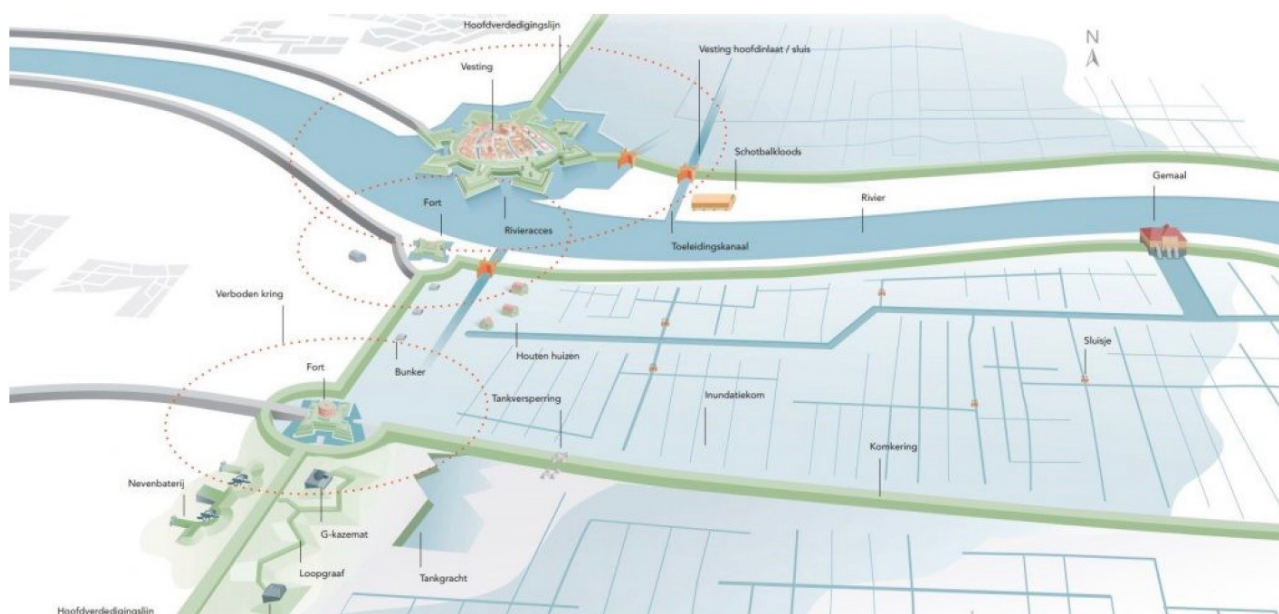 Hoofdverdedigingslijn
Vesting hoofdinlaat / sluis
N
Vesting
Schotbalkloods
Gemaal
Fort
Rivieracces
Rivier
Toeleidingskanaal
Verboden kring
Houten huizen
Sluisje
Fort
Bunker
Tankversperring
Inundatiekom
Komkering
Nevenbaterij
G-kazemat
Loopgraaf
Tankgracht
Hoofdverdedigingslijn